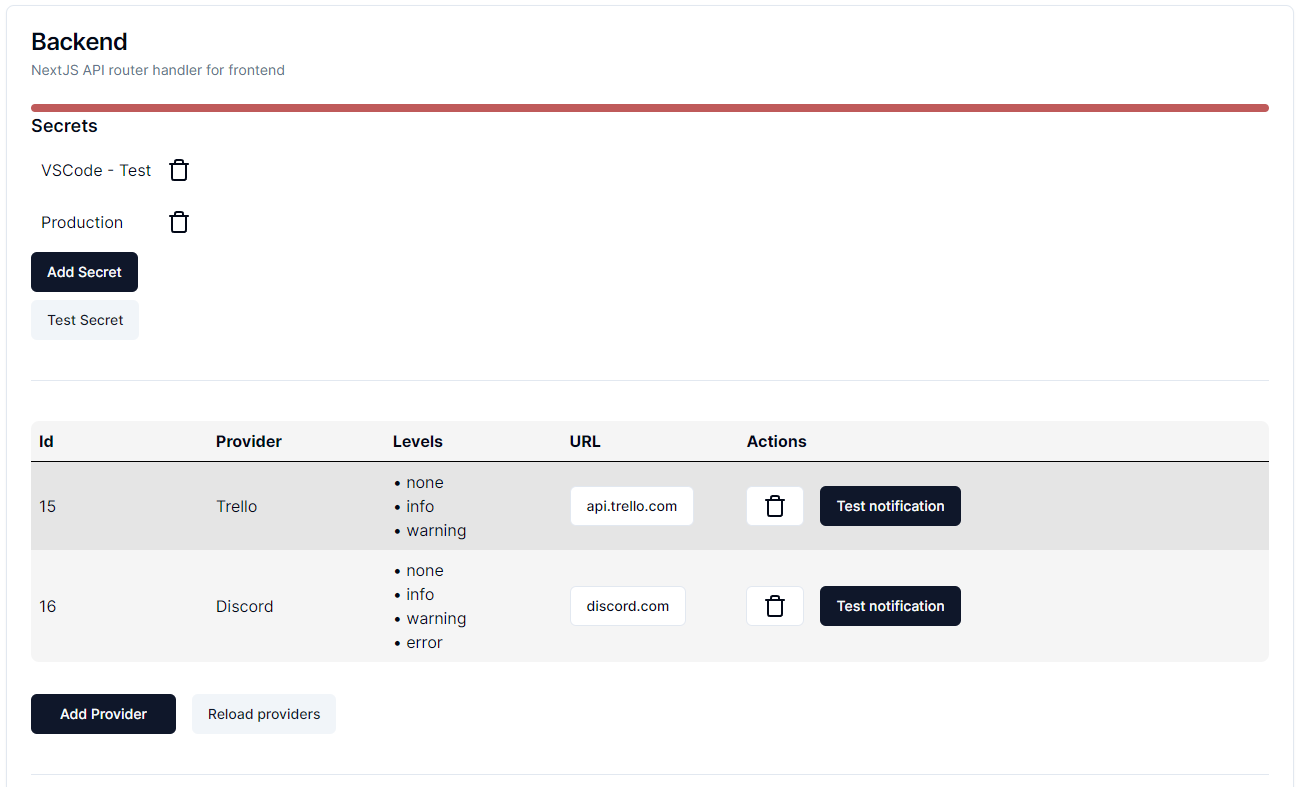 Backend
NextJS API router handler for frontend
Secrets
VSCode - Test
Production
Add Secret
Test Secret
Id Provider Levels URL Actions
15 Trello • none • info • warning api.trello.com Test notification
16 Discord • none • info • warning • error discord.com Test notification
Add Provider Reload providers